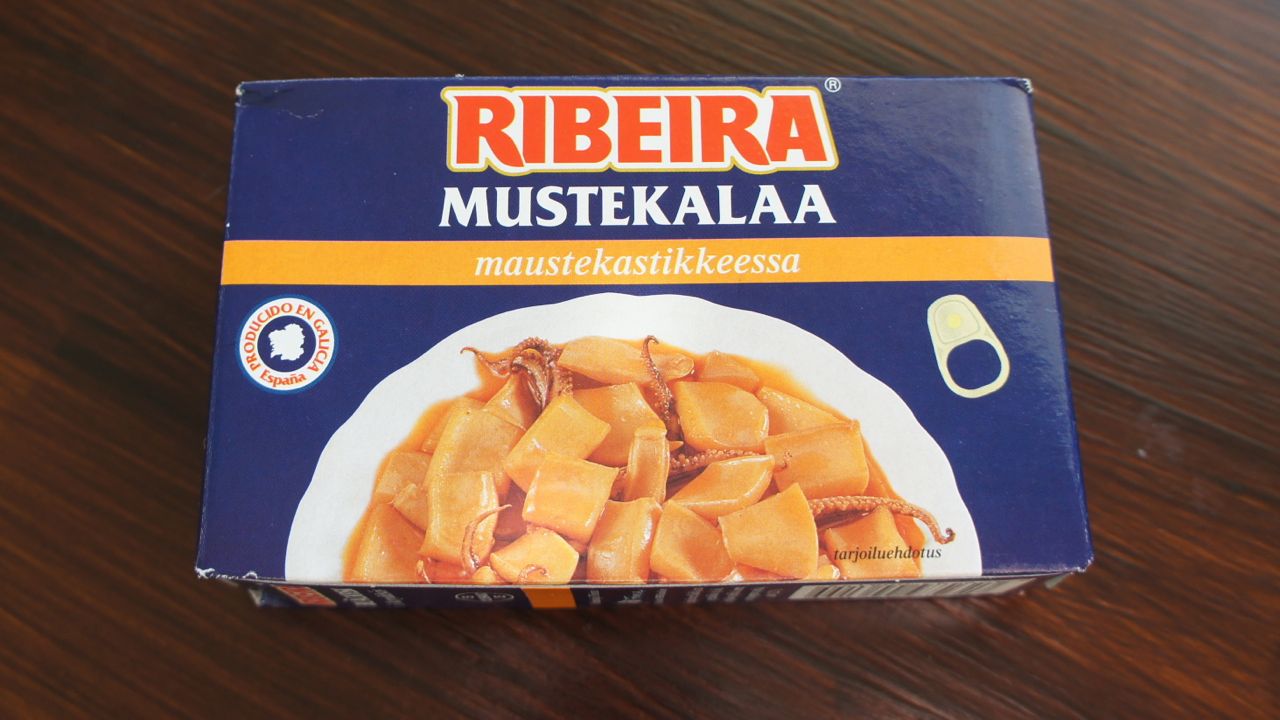 RIBEIRA®
MUSTEKALAA
maustekastikkeessa
PRODUCIDO EN GALICIA
España
tarjoiluehdotus